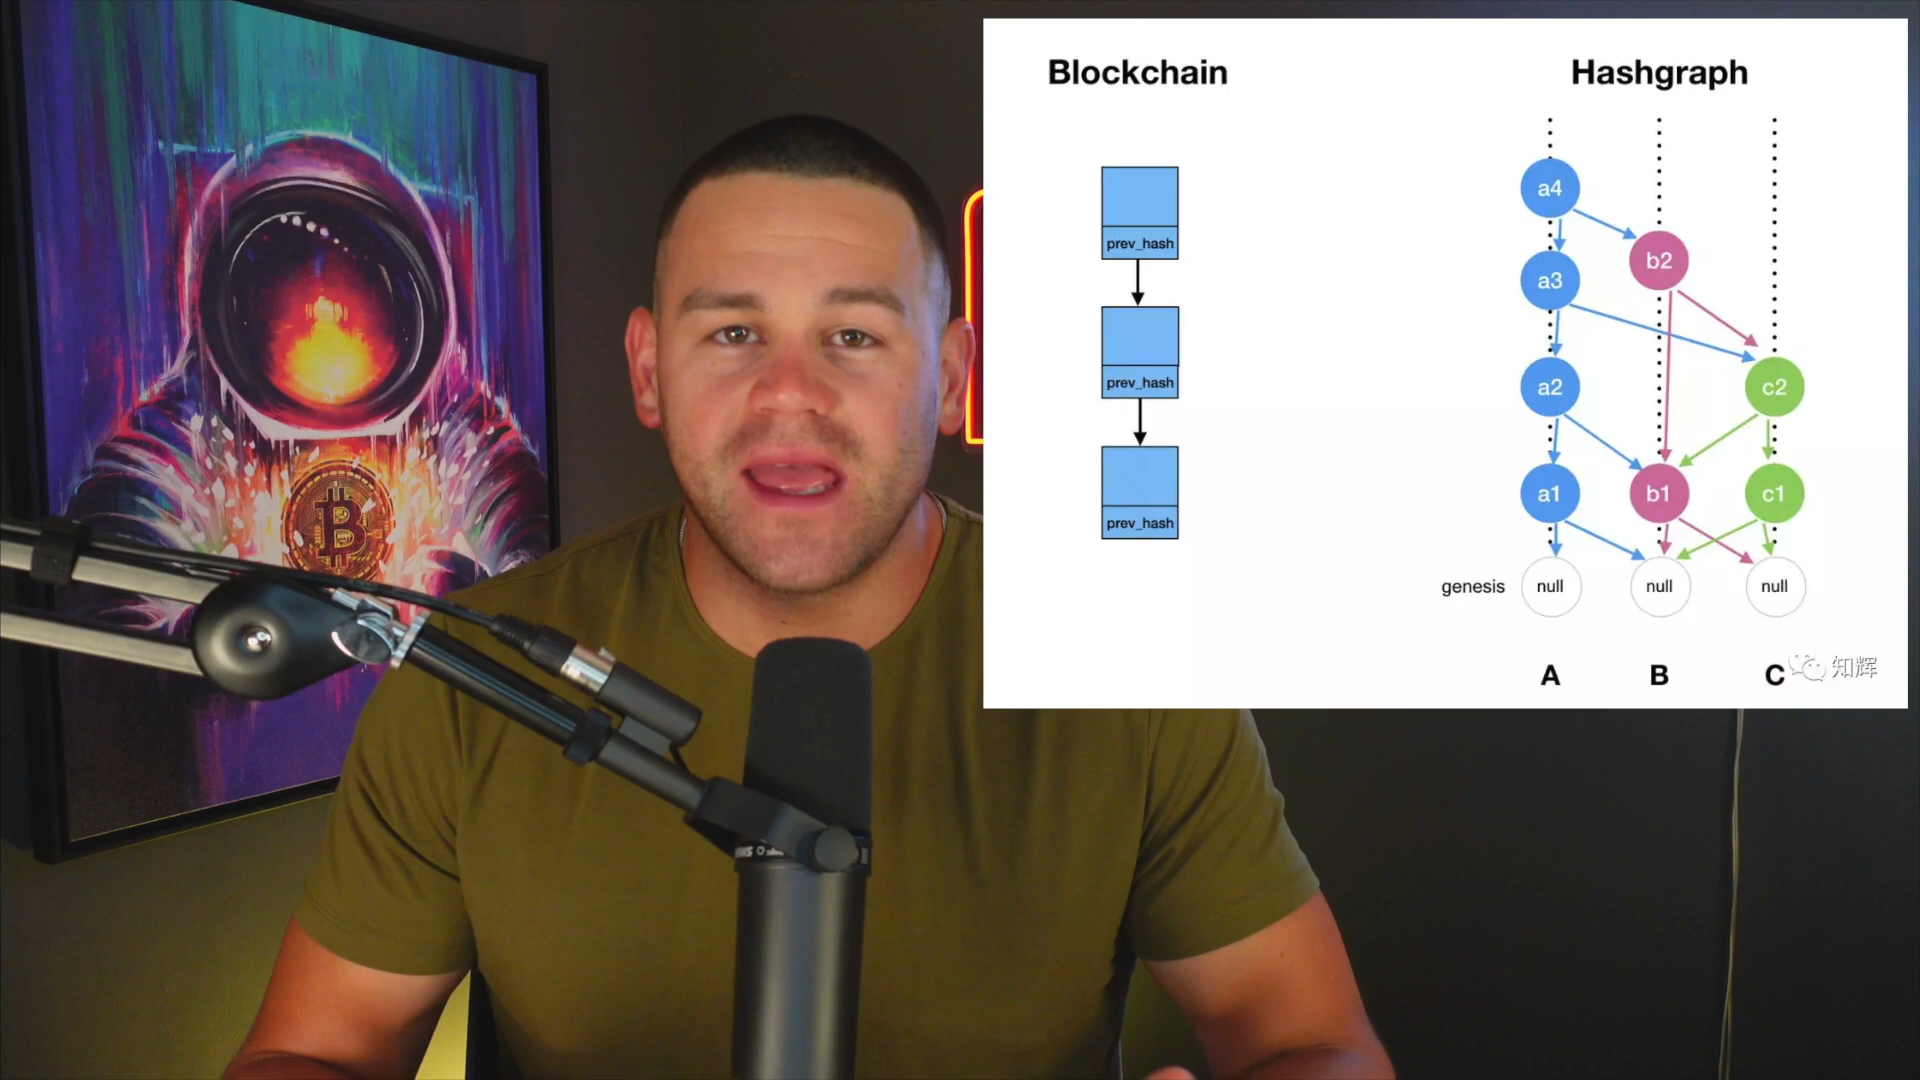 Blockchain
prev_hash
prev_hash
prev_hash
Hashgraph
a4
b2
a3
a2
c2
a1
b1
c1
genesis
null
null
null
A
B
C
知辉